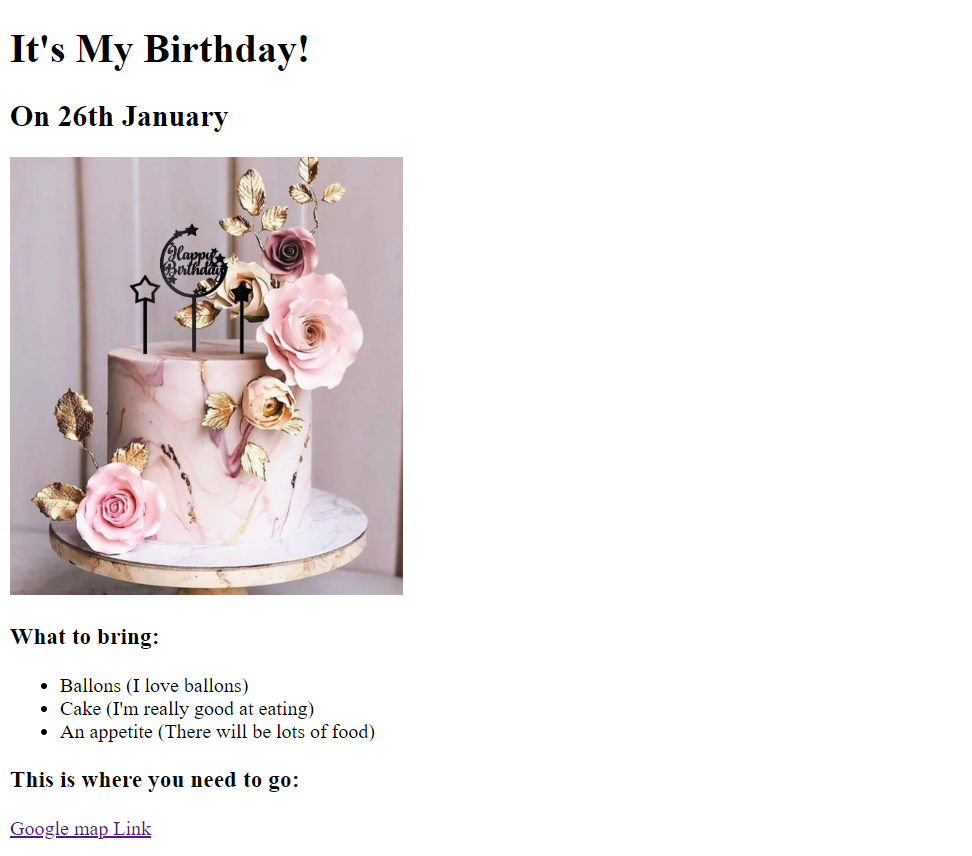 It's My Birthday!
On 26th January
Happy
Birthday
What to bring:
Ballons (I love ballons)
Cake (I'm really good at eating)
An appetite (There will be lots of food)
This is where you need to go:
Google map Link